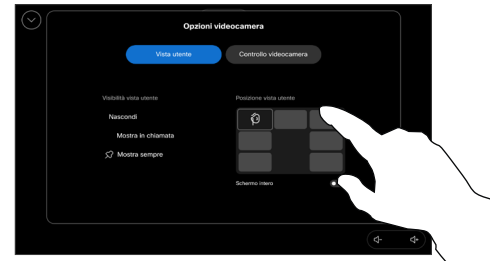 Opzioni videocamera
Vista utente
Controllo videocamera
Visibilità vista utente
Nascondi
Mostra in chiamata
Mostra sempre
Posizione vista utente
Schermo intero